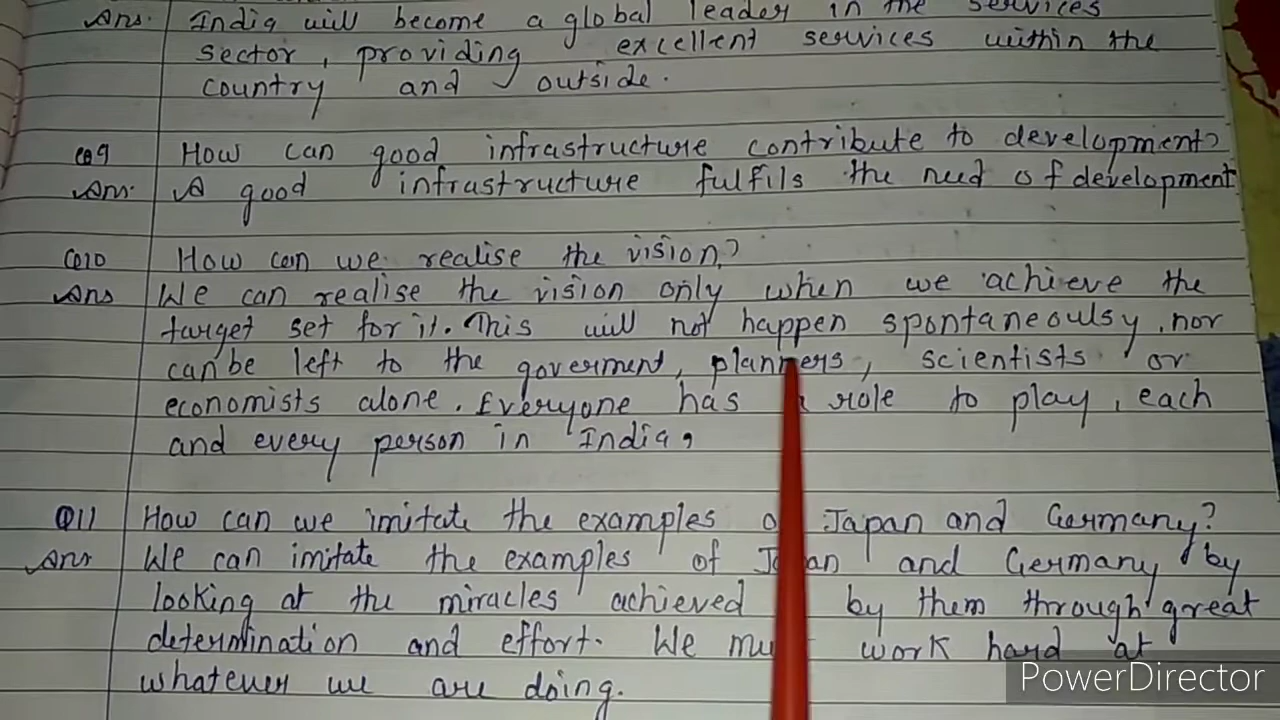 Ans. India will become a global leader in the services
sector, providing excellent services within the
country and outside.
Q9 How can good infrastructure contribute to development?
Ans. A good infrastructure fulfils the need of development
Q10 How can we realise the vision?
Ans We can realise the vision only when we achieve the
target set for it. This will not happen spontaneoulsy, nor
can be left to the goverment, planners, scientists or
economists alone. Everyone has a role to play, each
and every person in India,
Q11 How can we imitate the examples of Japan and Germany?
Ans We can imitate the examples of Japan and Germany by
looking at the miracles achieved by them through great
determination and effort. We must work hard at
whatever we are doing.
PowerDirector